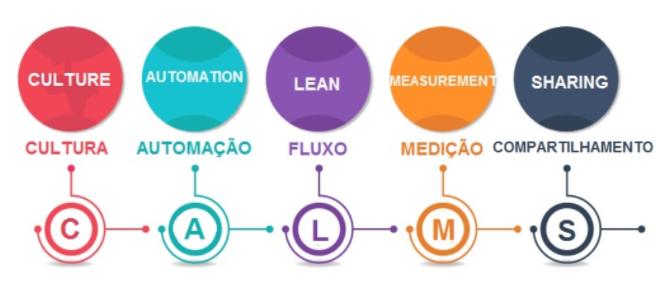 CULTURE AUTOMATION LEAN MEASUREMENT SHARING
CULTURA AUTOMAÇÃO FLUXO MEDIÇÃO COMPARTILHAMENTO
C A L M S